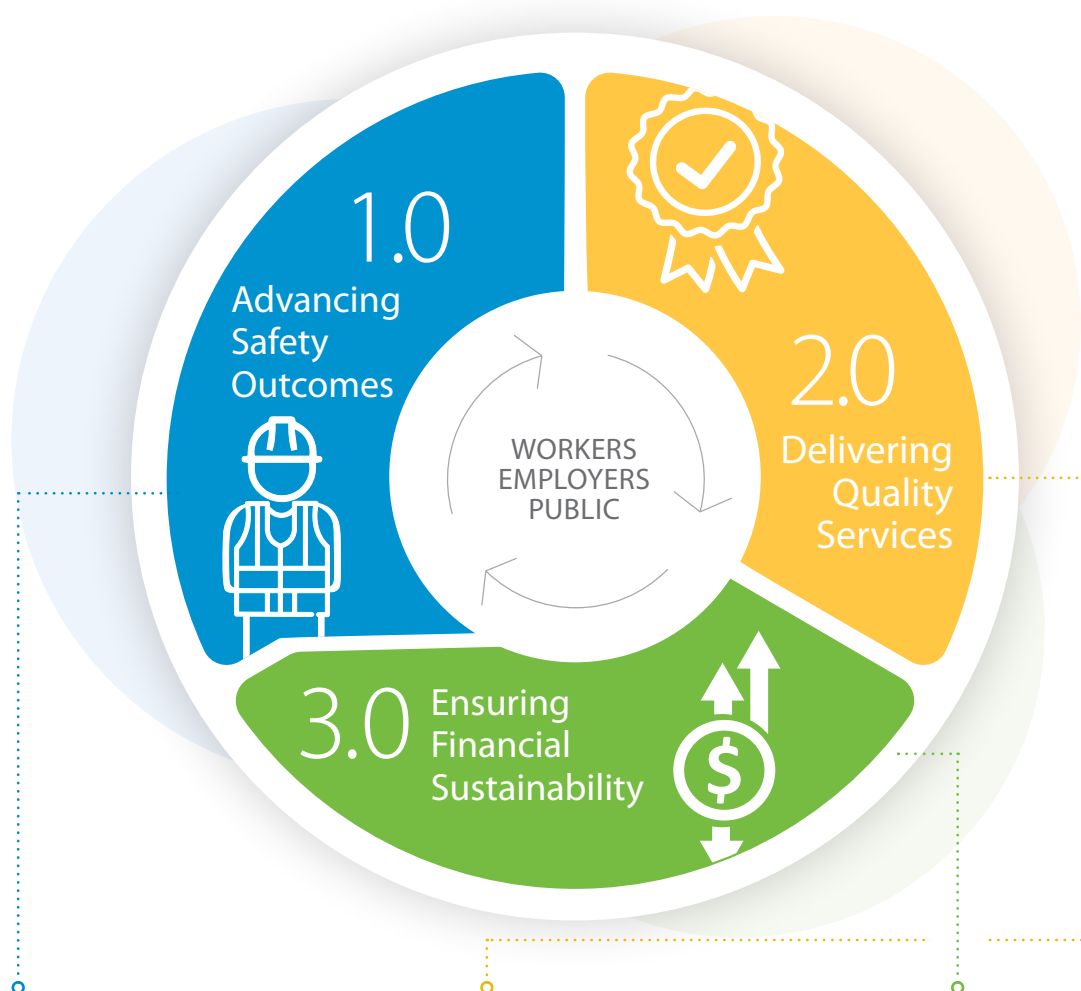 1.0
Advancing
Safety
Outcomes
2.0
Delivering
Quality
Services
WORKERS
EMPLOYERS
PUBLIC
3.0
Ensuring
Financial
Sustainability
$